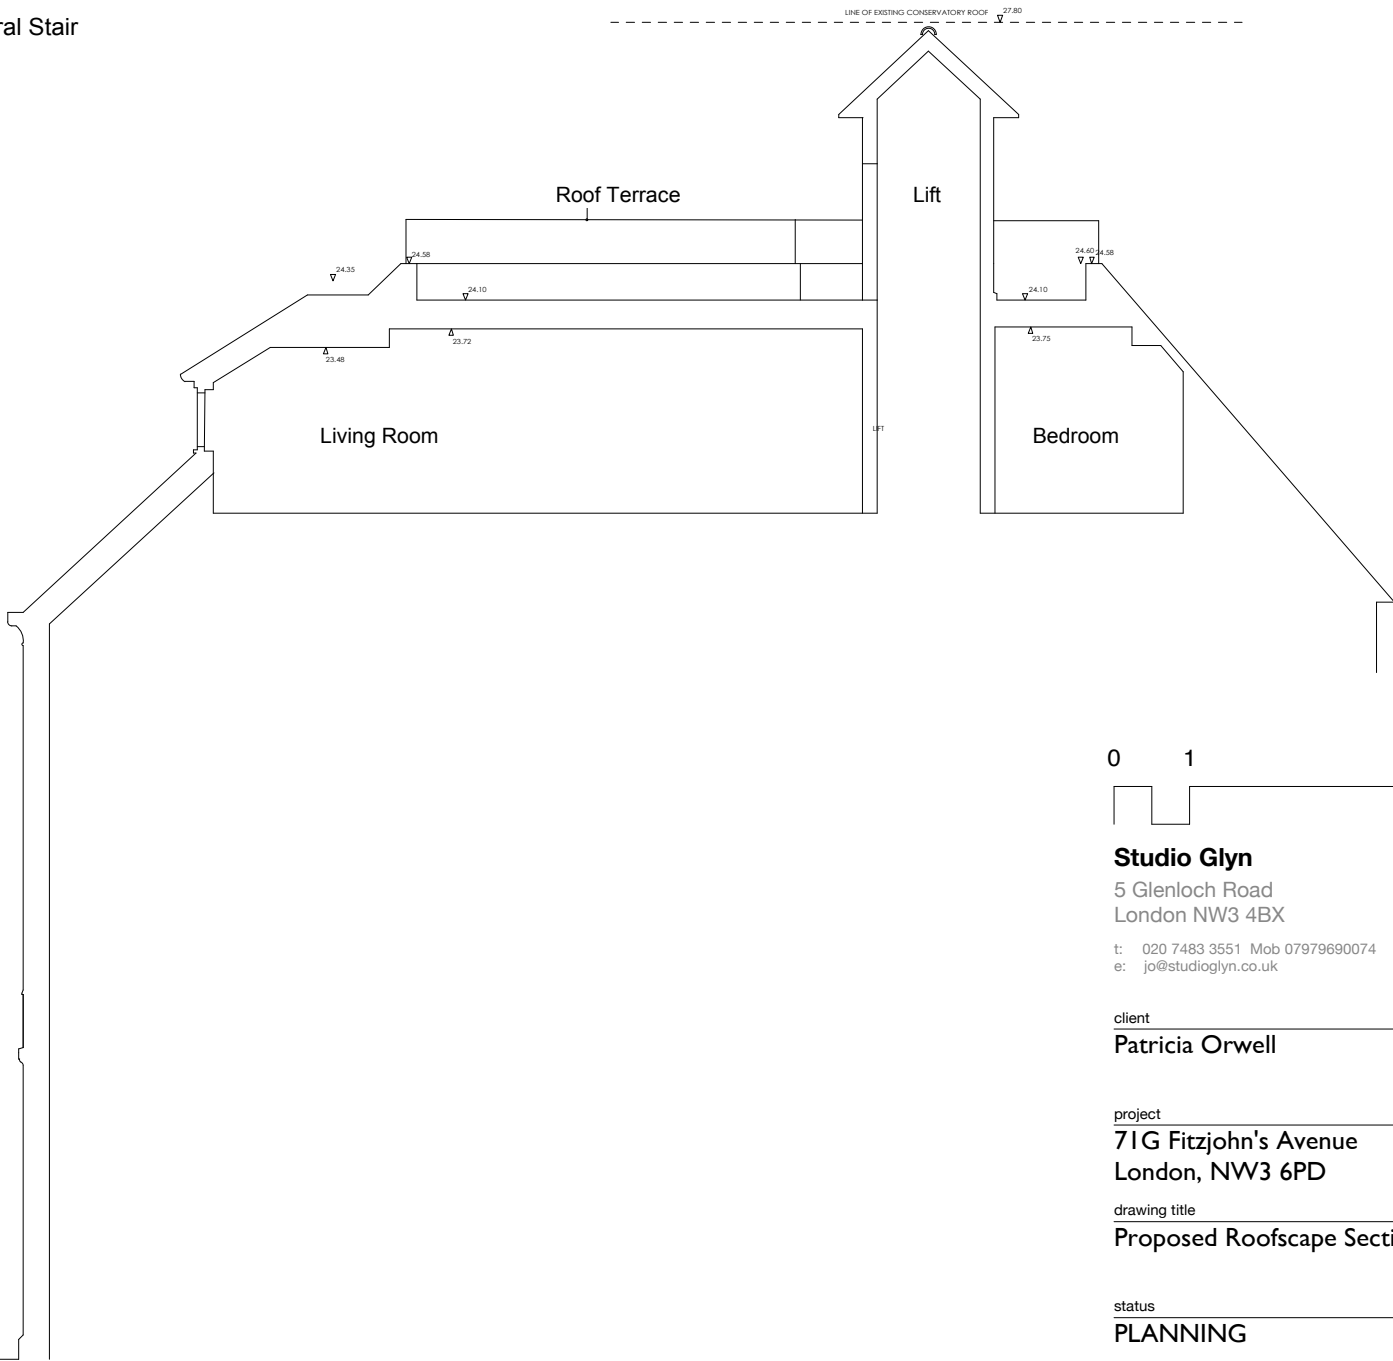 ral Stair
LINE OF EXISTING CONSERVATORY ROOF 27.80
Roof Terrace
Lift
24.58
24.60 24.58
24.35
24.10
24.10
23.72
23.75
23.48
LIFT
Living Room
Bedroom
0 1
Studio Glyn
5 Glenloch Road
London NW3 4BX
t: 020 7483 3551 Mob 07979690074
e: jo@studioglyn.co.uk
client
Patricia Orwell
project
71G Fitzjohn's Avenue
London, NW3 6PD
drawing title
Proposed Roofscape Secti
status
PLANNING